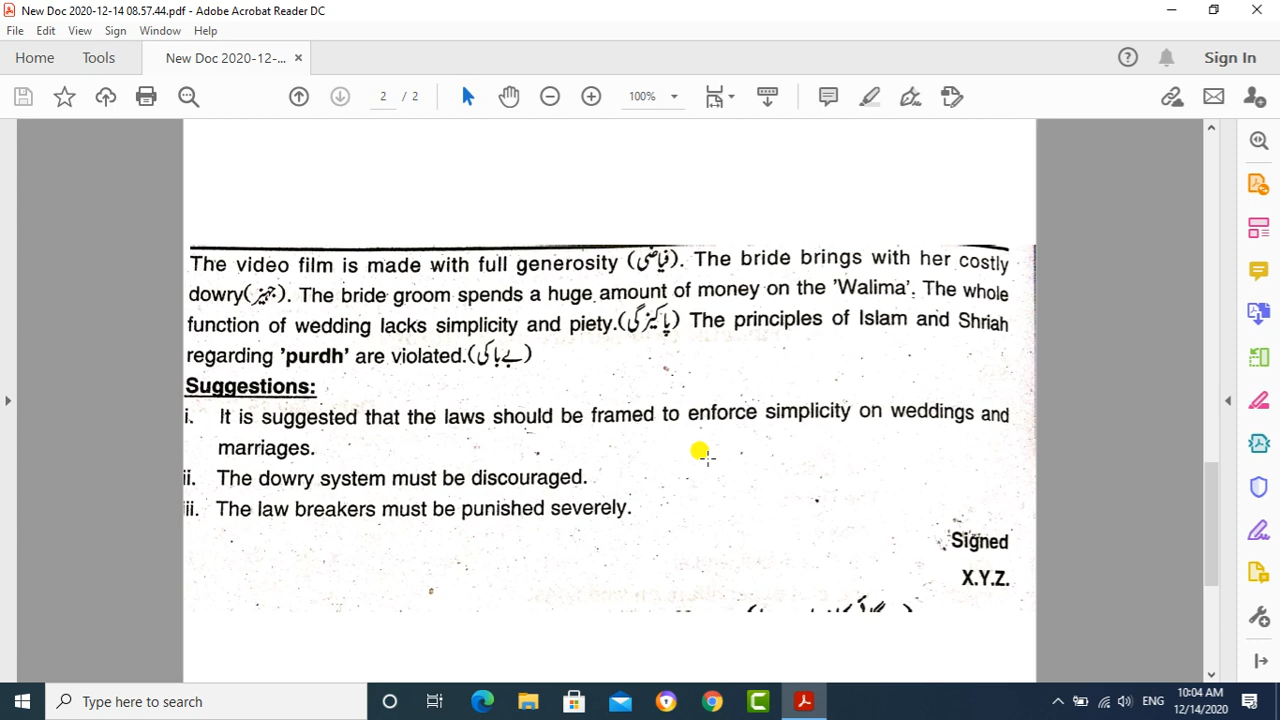 New Doc 2020-12-14 08.57.44.pdf - Adobe Acrobat Reader DC
File Edit View Sign Window Help
Home Tools New Doc 2020-12-... × Sign In
2 / 2 100%
The video film is made with full generosity (فیاضی). The bride brings with her costly
dowry(جہیز). The bride groom spends a huge amount of money on the 'Walima'. The whole
function of wedding lacks simplicity and piety.(پاکیزگی) The principles of Islam and Shriah
regarding 'purdh' are violated.(بے باکی)
Suggestions:
i. It is suggested that the laws should be framed to enforce simplicity on weddings and
marriages.
ii. The dowry system must be discouraged.
iii. The law breakers must be punished severely.
Signed
X.Y.Z.
Type here to search
ENG
10:04 AM
12/14/2020